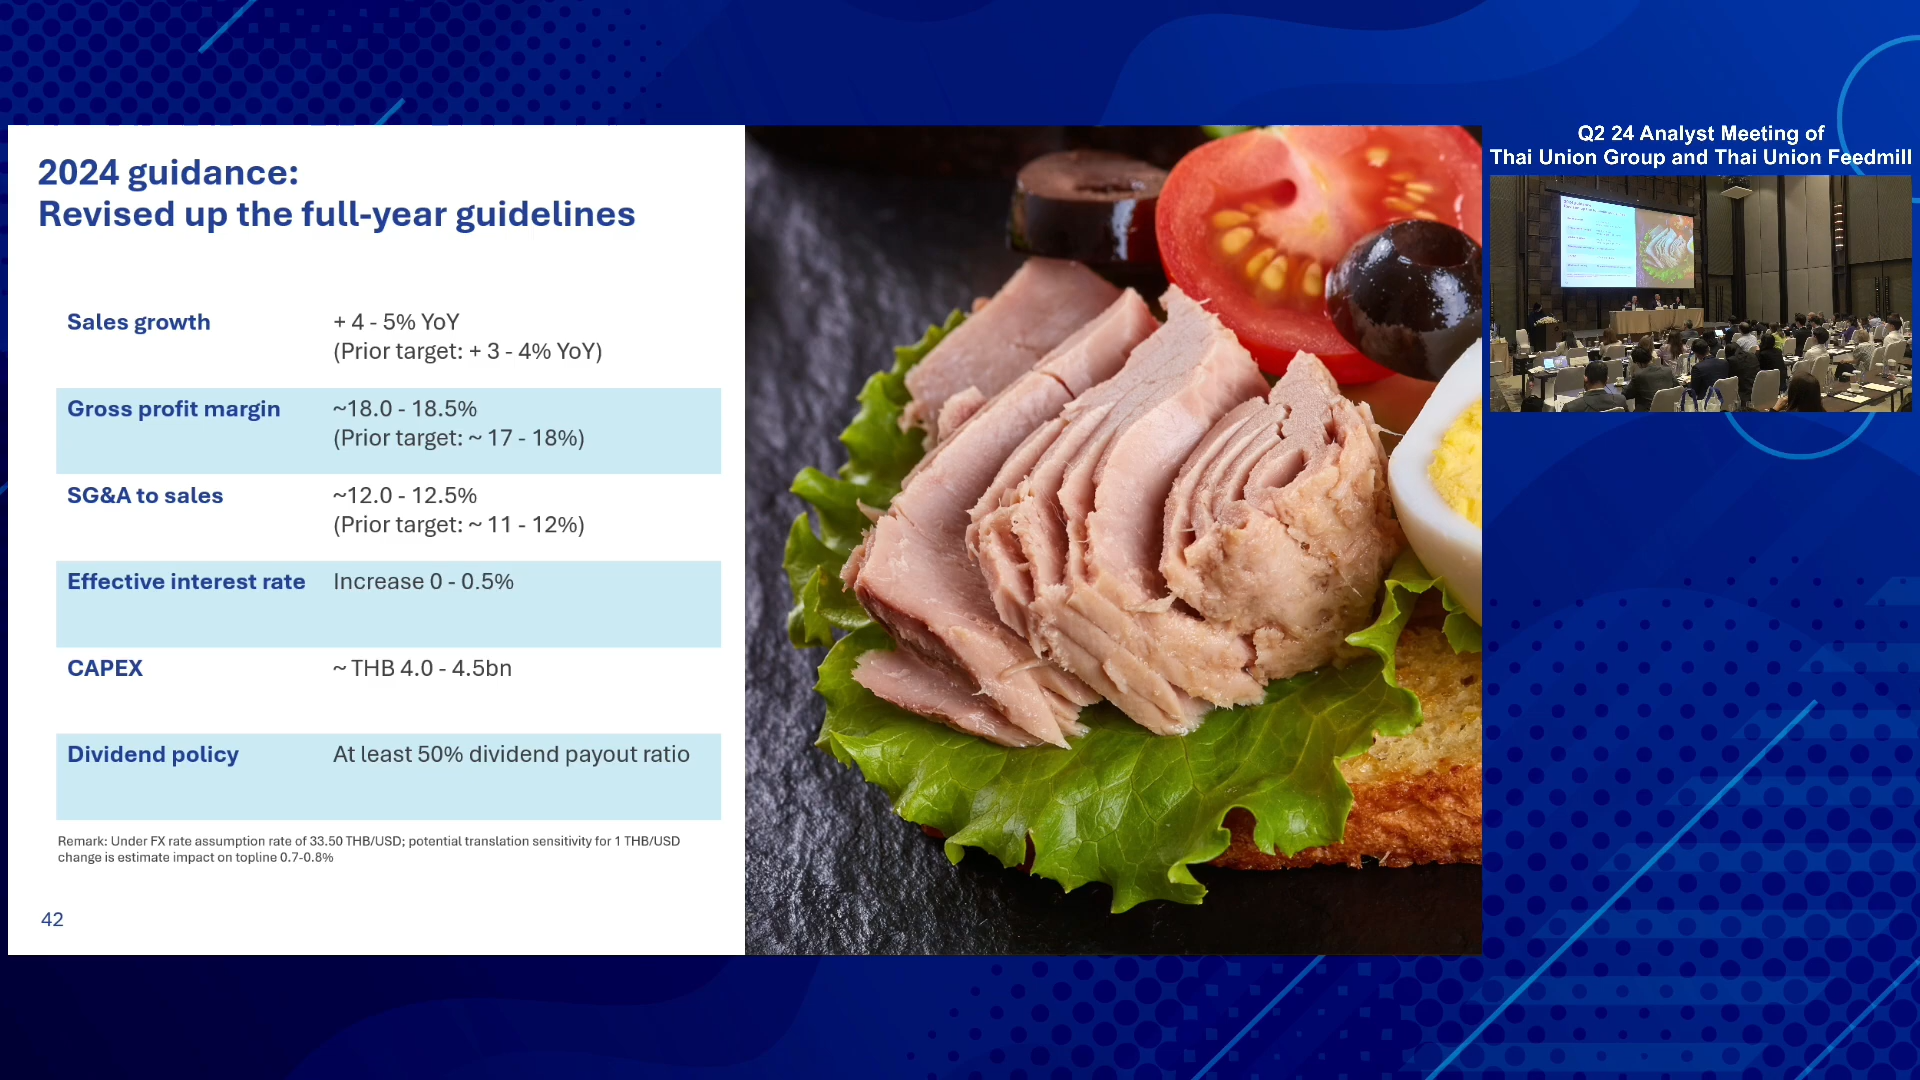 2024 guidance:
Revised up the full-year guidelines
Sales growth
+ 4 - 5% YoY
(Prior target: + 3 - 4% YoY)
Gross profit margin
~18.0 - 18.5%
(Prior target: ~ 17 - 18%)
SG&A to sales
~12.0 - 12.5%
(Prior target: ~ 11 - 12%)
Effective interest rate
Increase 0 - 0.5%
CAPEX
~ THB 4.0 - 4.5bn
Dividend policy
At least 50% dividend payout ratio
Remark: Under FX rate assumption rate of 33.50 THB/USD; potential translation sensitivity for 1 THB/USD
change is estimate impact on topline 0.7-0.8%
42
Q2 24 Analyst Meeting of
Thai Union Group and Thai Union Feedmill